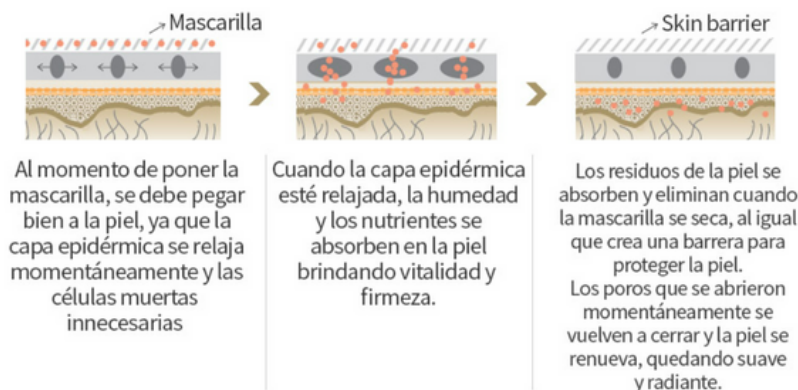 Mascarilla
Skin barrier
Al momento de poner la
mascarilla, se debe pegar
bien a la piel, ya que la
capa epidérmica se relaja
momentáneamente y las
células muertas
innecesarias
Cuando la capa epidérmica
esté relajada, la humedad
y los nutrientes se
absorben en la piel
brindando vitalidad y
firmeza.
Los residuos de la piel se
absorben y eliminan cuando
la mascarilla se seca, al igual
que crea una barrera para
proteger la piel.
Los poros que se abrieron
momentáneamente se
vuelven a cerrar y la piel se
renueva, quedando suave
y radiante.